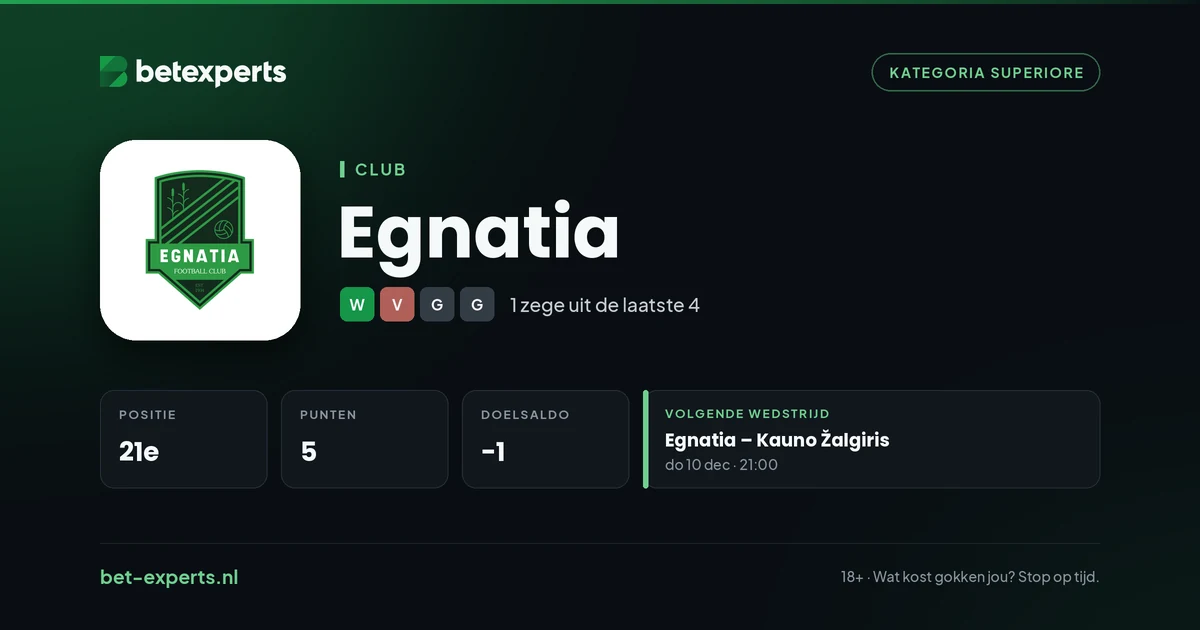 betexperts
KATEGORIA SUPERIORE
EGNATIA
FOOTBALL CLUB
CLUB
Egnatia
W V G G 1 zege uit de laatste 4
POSITIE
21e
PUNTEN
5
DOELSALDO
-1
VOLGENDE WEDSTRIJD
Egnatia – Kauno Žalgiris
do 10 dec · 21:00
bet-experts.nl
18+ · Wat kost gokken jou? Stop op tijd.